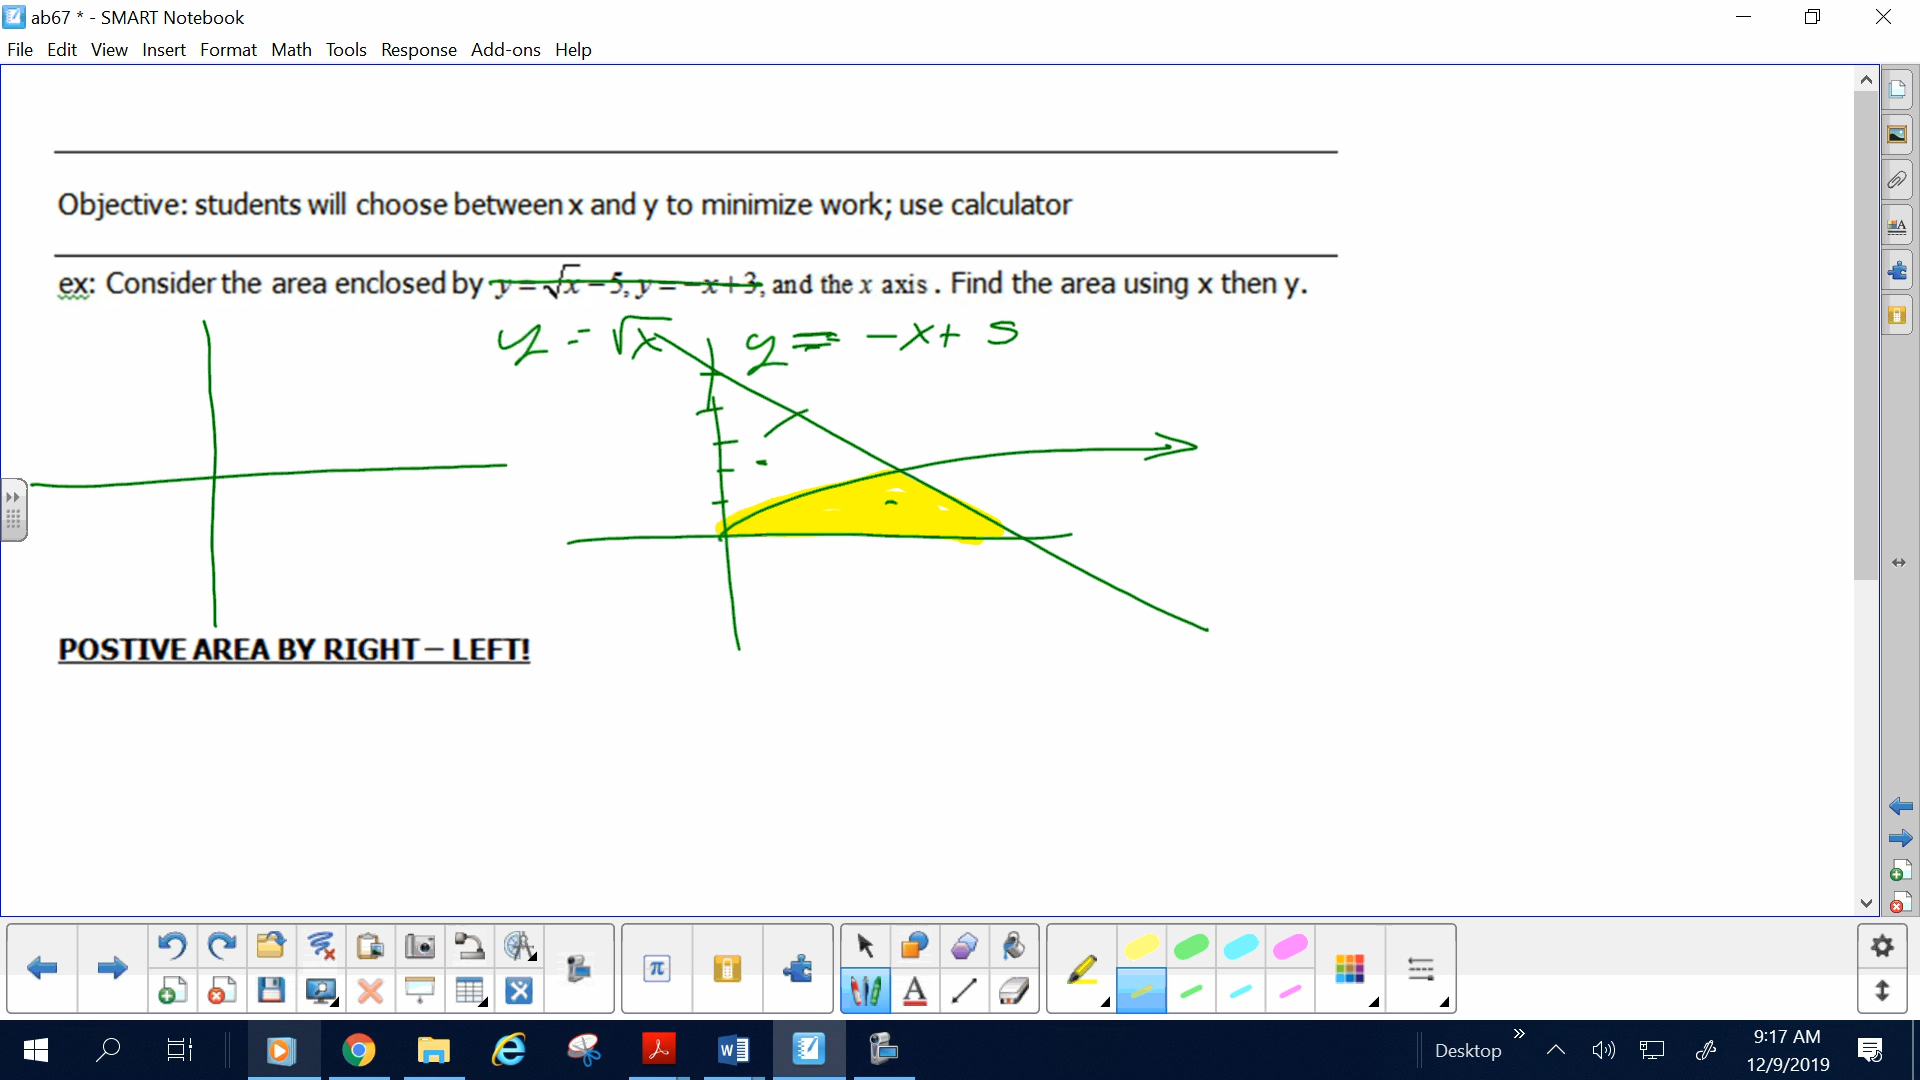 ab67 * - SMART Notebook
File Edit View Insert Format Math Tools Response Add-ons Help
Objective: students will choose between x and y to minimize work; use calculator
ex: Consider the area enclosed by y = √x − 5, y = −x + 3, and the x axis . Find the area using x then y.
y = √x y = −x + 5
POSTIVE AREA BY RIGHT – LEFT!
π
A
Desktop
9:17 AM
12/9/2019